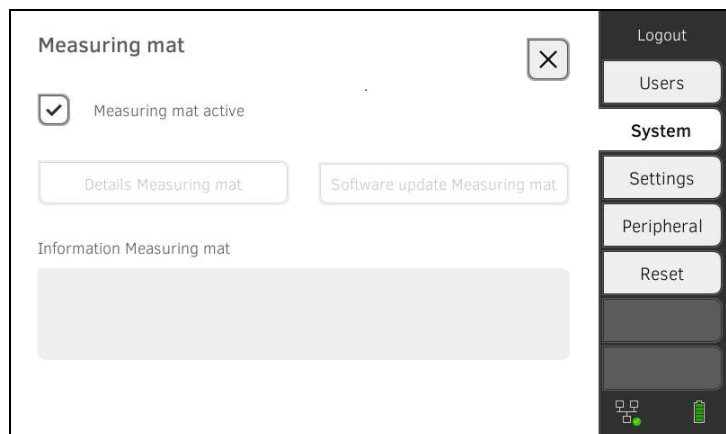 Measuring mat
Measuring mat active
Details Measuring mat
Software update Measuring mat
Information Measuring mat
Logout
Users
System
Settings
Peripheral
Reset